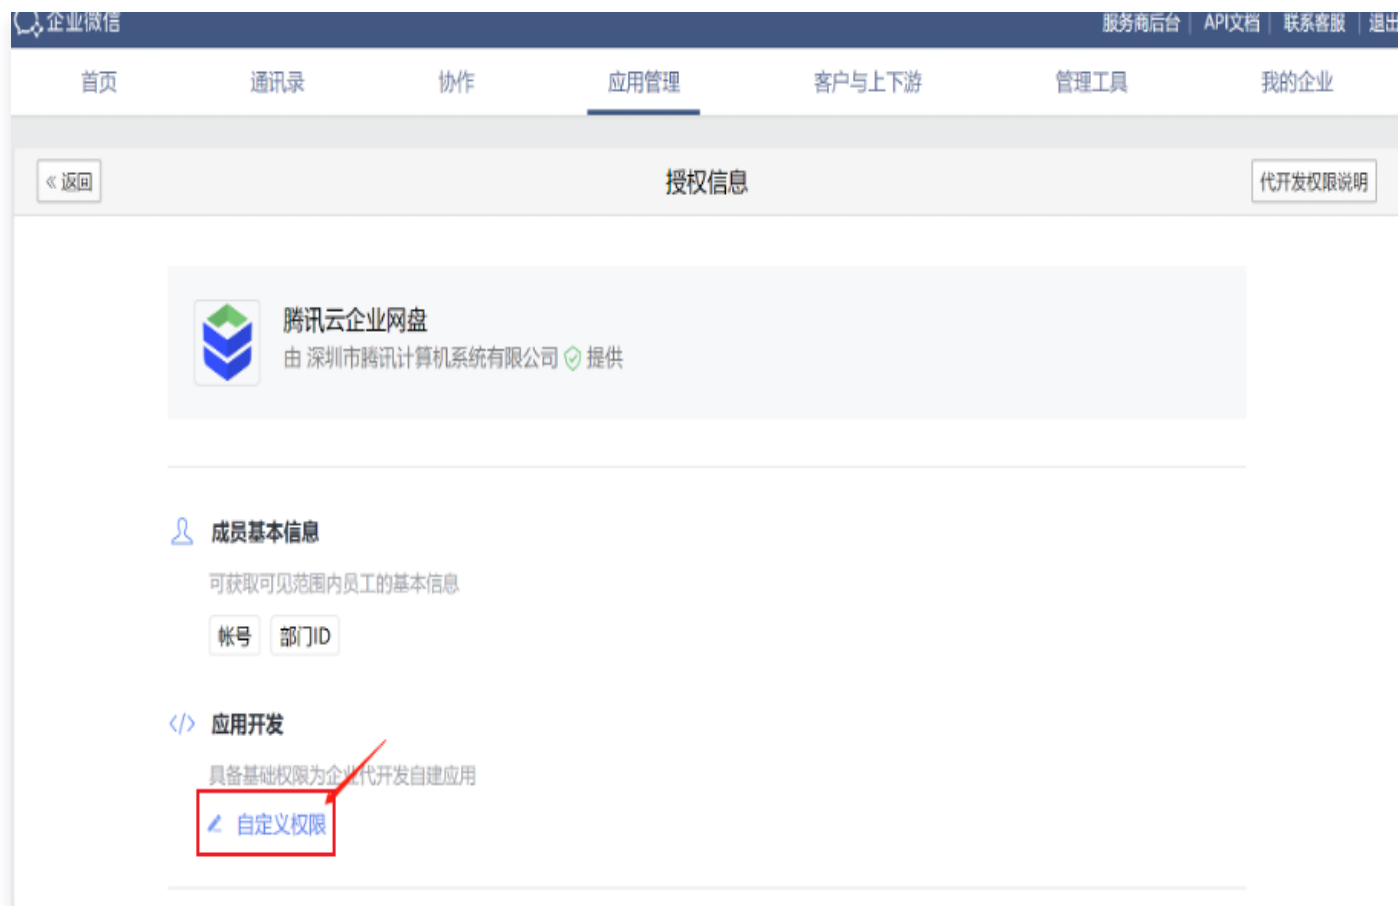 企业微信
服务商后台 | API文档 | 联系客服 | 退出
首页 通讯录 协作 应用管理 客户与上下游 管理工具 我的企业
« 返回 授权信息 代开发权限说明
腾讯云企业网盘
由 深圳市腾讯计算机系统有限公司 提供
成员基本信息
可获取可见范围内员工的基本信息
帐号 部门ID
</> 应用开发
具备基础权限为企业代开发自建应用
自定义权限